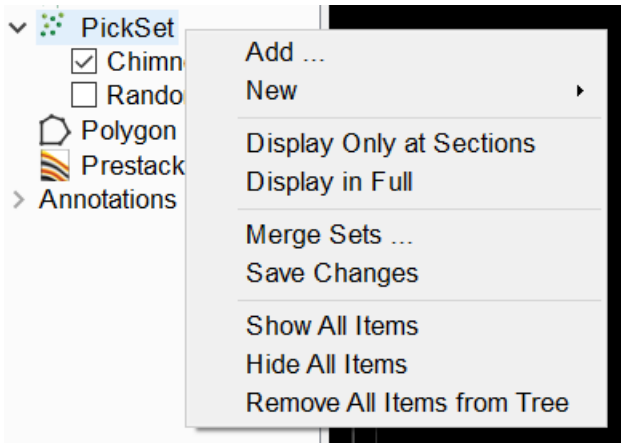 PickSet
Add ...
Chimn
New
Rando
Polygon
Display Only at Sections
Prestack
Display in Full
Annotations
Merge Sets ...
Save Changes
Show All Items
Hide All Items
Remove All Items from Tree